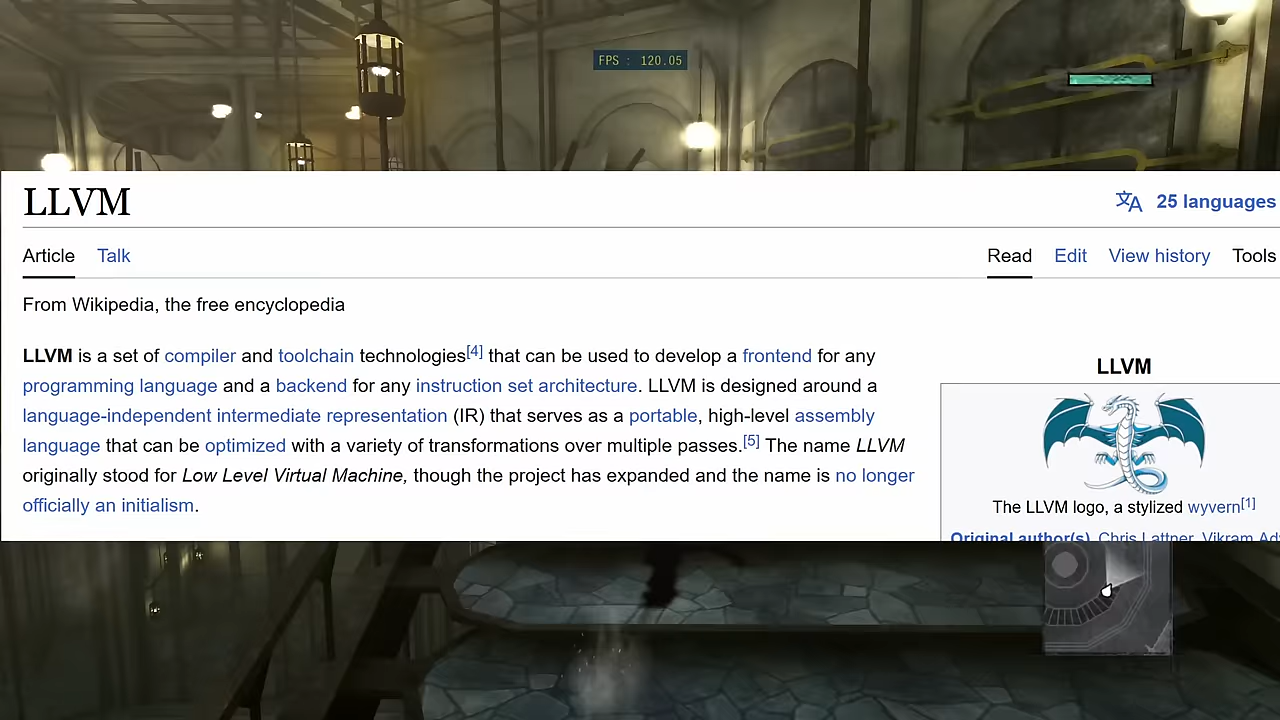 FPS : 120.05
LLVM
25 languages
Article Talk
Read Edit View history Tools
From Wikipedia, the free encyclopedia
LLVM is a set of compiler and toolchain technologies[4] that can be used to develop a frontend for any
programming language and a backend for any instruction set architecture. LLVM is designed around a
language-independent intermediate representation (IR) that serves as a portable, high-level assembly
language that can be optimized with a variety of transformations over multiple passes.[5] The name LLVM
originally stood for Low Level Virtual Machine, though the project has expanded and the name is no longer
officially an initialism.
LLVM
The LLVM logo, a stylized wyvern[1]
Original author(s) Chris Lattner, Vikram